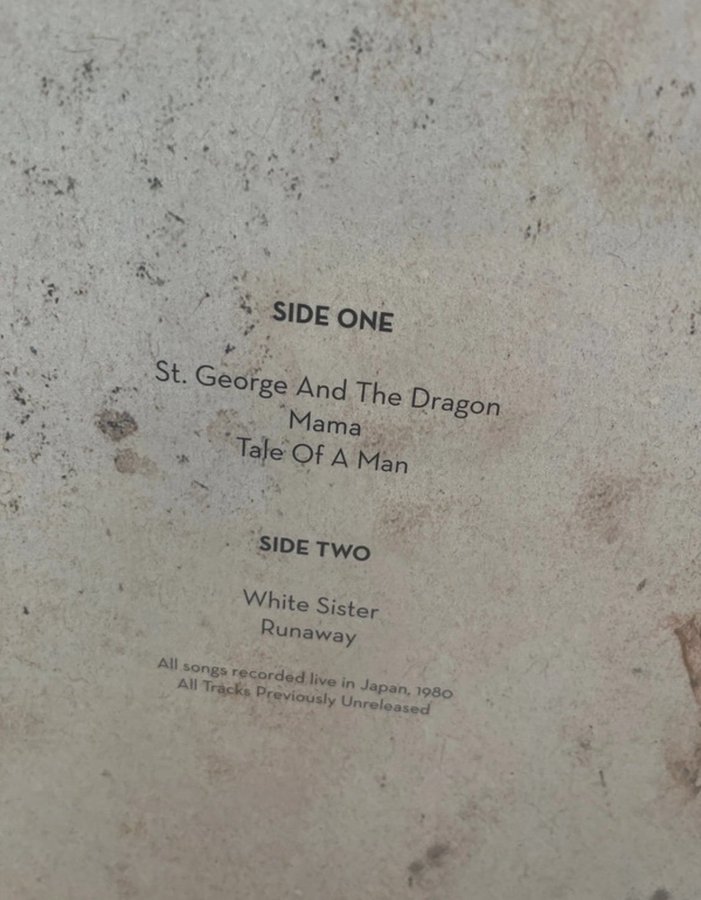 SIDE ONE
St. George And The Dragon
Mama
Tale Of A Man
SIDE TWO
White Sister
Runaway
All songs recorded live in Japan, 1980
All Tracks Previously Unreleased